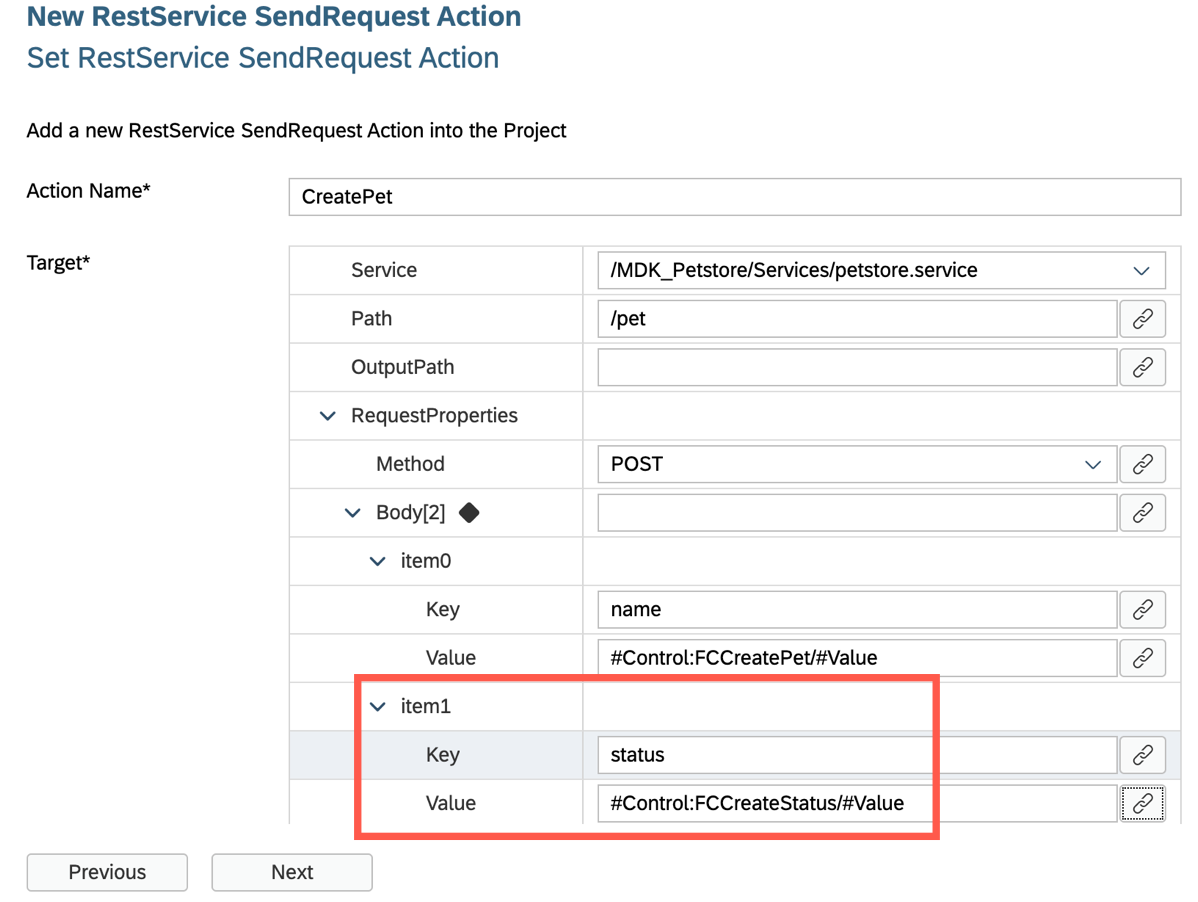 New RestService SendRequest Action
Set RestService SendRequest Action
Add a new RestService SendRequest Action into the Project
Action Name* CreatePet
Target* Service /MDK_Petstore/Services/petstore.service
Path /pet
OutputPath
RequestProperties
Method POST
Body[2]
item0
Key name
Value #Control:FCCreatePet/#Value
item1
Key status
Value #Control:FCCreateStatus/#Value
Previous Next